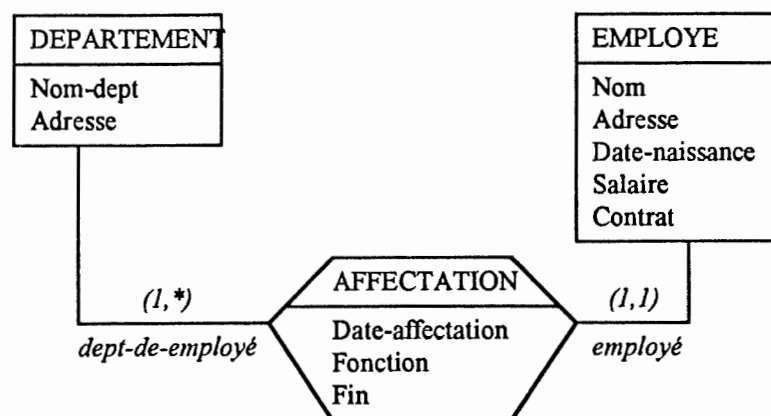 DEPARTEMENT
Nom-dept
Adresse
EMPLOYE
Nom
Adresse
Date-naissance
Salaire
Contrat
(1,*)
dept-de-employé
AFFECTATION
Date-affectation
Fonction
Fin
(1,1)
employé